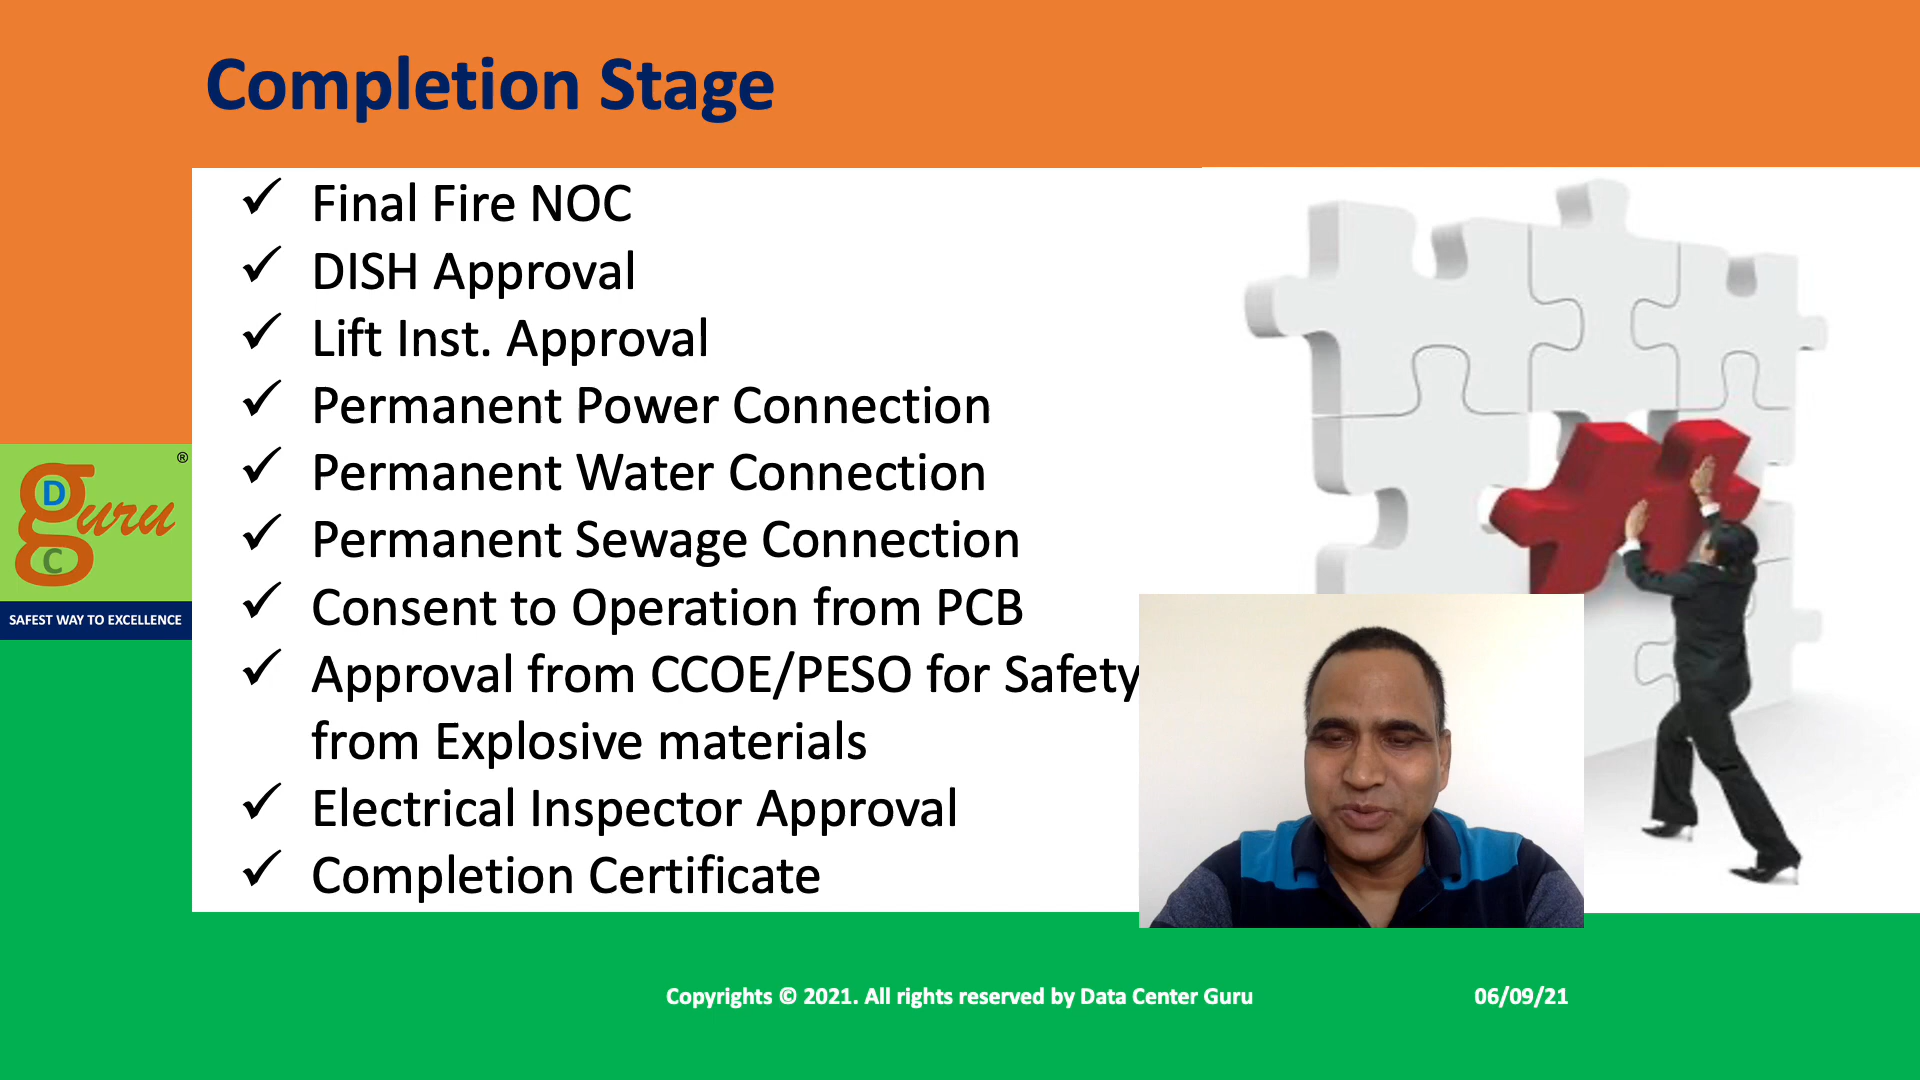 Completion Stage
✓ Final Fire NOC
✓ DISH Approval
✓ Lift Inst. Approval
✓ Permanent Power Connection
✓ Permanent Water Connection
✓ Permanent Sewage Connection
✓ Consent to Operation from PCB
✓ Approval from CCOE/PESO for Safety
from Explosive materials
✓ Electrical Inspector Approval
✓ Completion Certificate
®
D
guru
C
SAFEST WAY TO EXCELLENCE
Copyrights © 2021. All rights reserved by Data Center Guru
06/09/21